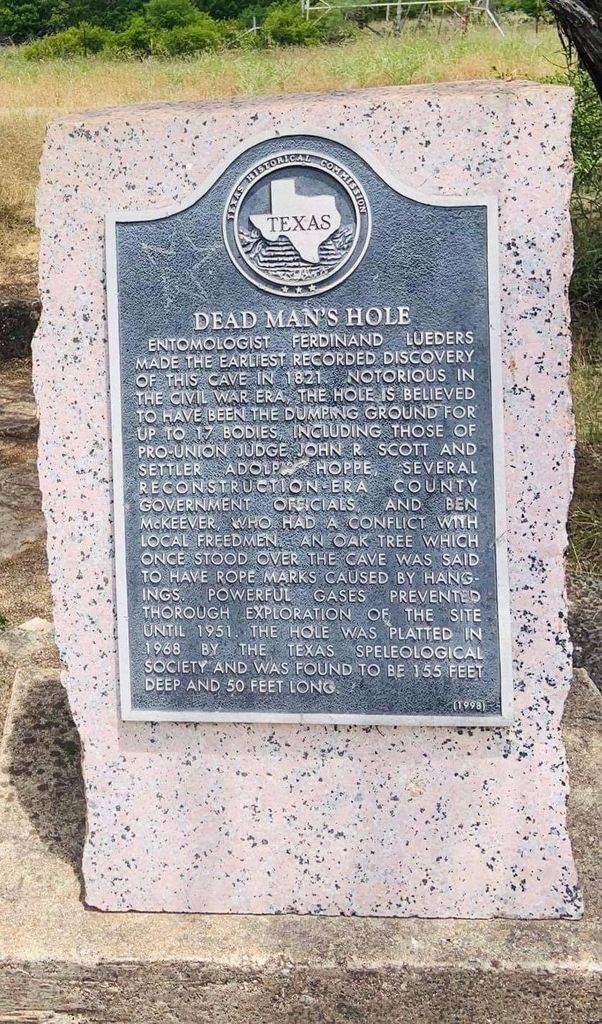 TEXAS HISTORICAL COMMISSION
TEXAS
DEAD MAN'S HOLE
ENTOMOLOGIST FERDINAND LUEDERS
MADE THE EARLIEST RECORDED DISCOVERY
OF THIS CAVE IN 1821. NOTORIOUS IN
THE CIVIL WAR ERA, THE HOLE IS BELIEVED
TO HAVE BEEN THE DUMPING GROUND FOR
UP TO 17 BODIES, INCLUDING THOSE OF
PRO-UNION JUDGE JOHN R. SCOTT AND
SETTLER ADOLPH HOPPE, SEVERAL
RECONSTRUCTION-ERA COUNTY
GOVERNMENT OFFICIALS, AND BEN
McKEEVER, WHO HAD A CONFLICT WITH
LOCAL FREEDMEN. AN OAK TREE WHICH
ONCE STOOD OVER THE CAVE WAS SAID
TO HAVE ROPE MARKS CAUSED BY HANG-
INGS. POWERFUL GASES PREVENTED
THOROUGH EXPLORATION OF THE SITE
UNTIL 1951. THE HOLE WAS PLATTED IN
1968 BY THE TEXAS SPELEOLOGICAL
SOCIETY AND WAS FOUND TO BE 155 FEET
DEEP AND 50 FEET LONG.
(1998)